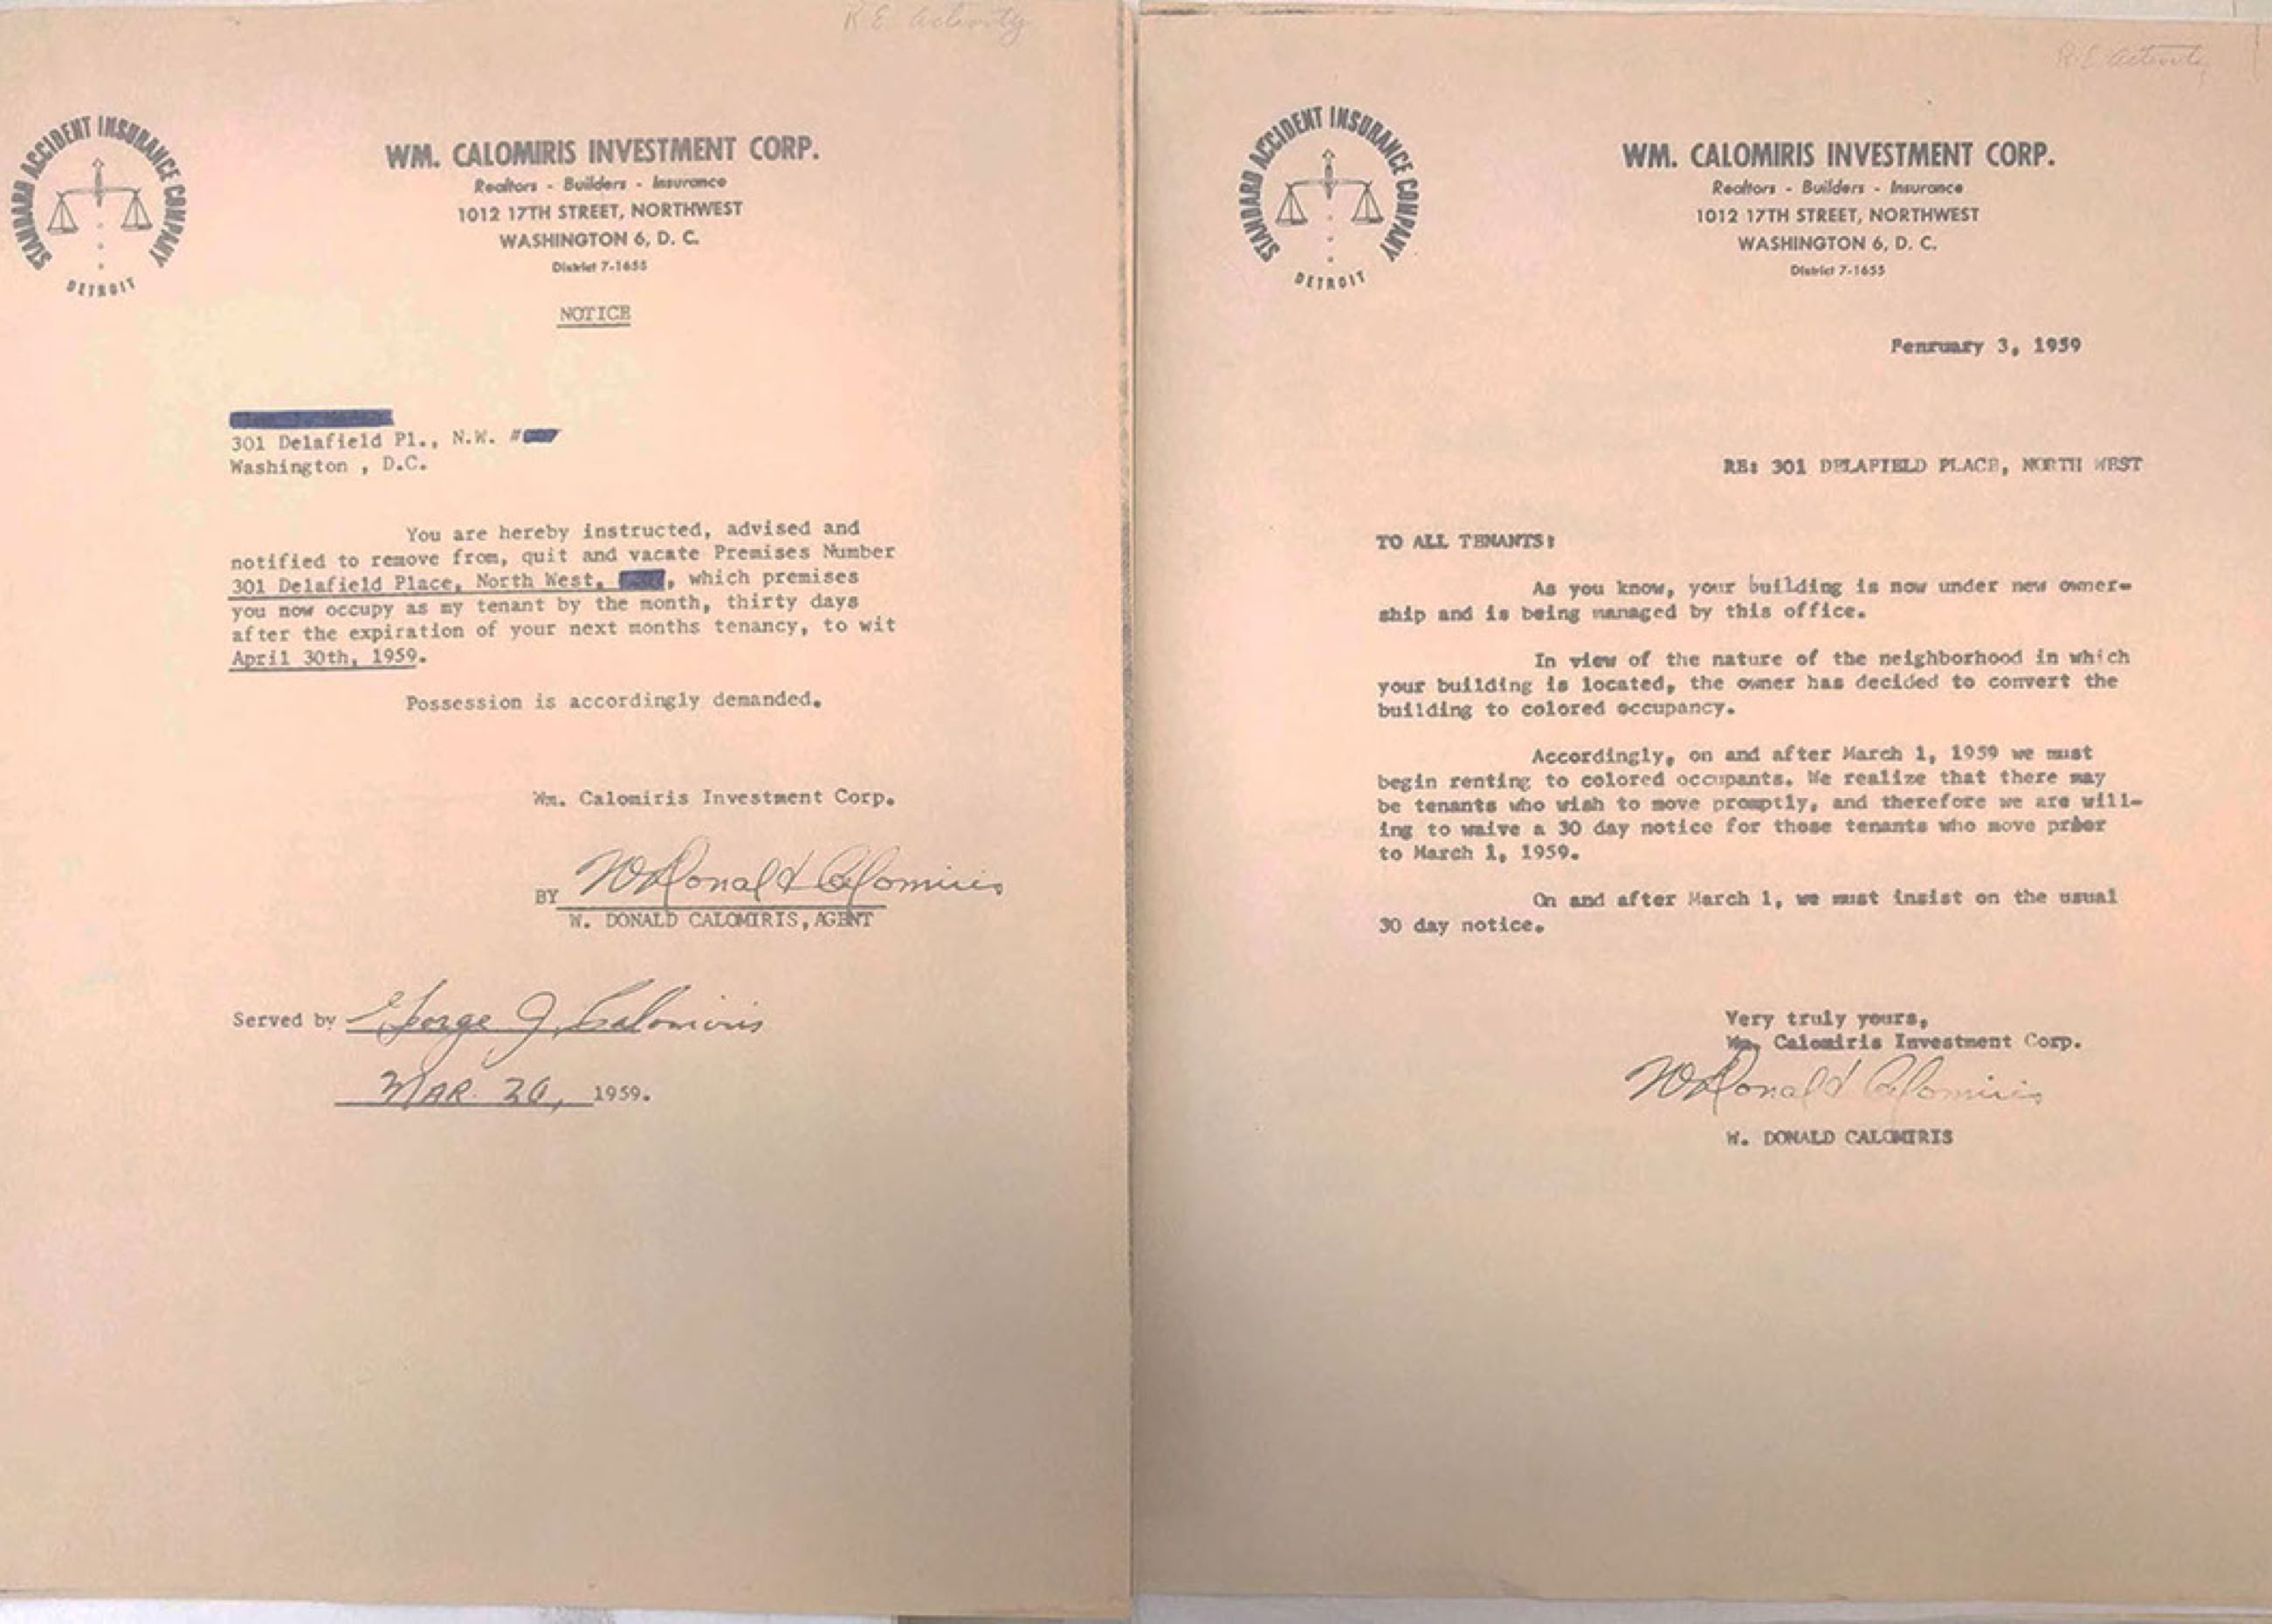 R E Activity
STANDARD ACCIDENT INSURANCE COMPANY
DETROIT
WM. CALOMIRIS INVESTMENT CORP.
Realtors - Builders - Insurance
1012 17TH STREET, NORTHWEST
WASHINGTON 6, D. C.
District 7-1655
NOTICE
301 Delafield Pl., N.W. #
Washington , D.C.
You are hereby instructed, advised and
notified to remove from, quit and vacate Premises Number
301 Delafield Place, North West, , which premises
you now occupy as my tenant by the month, thirty days
after the expiration of your next months tenancy, to wit
April 30th, 1959.
Possession is accordingly demanded.
Wm. Calomiris Investment Corp.
BY W Donald Calomiris
W. DONALD CALOMIRIS, AGENT
Served by George J. Calomiris
MAR. 20, 1959.
R.E. Activity
STANDARD ACCIDENT INSURANCE COMPANY
DETROIT
WM. CALOMIRIS INVESTMENT CORP.
Realtors - Builders - Insurance
1012 17TH STREET, NORTHWEST
WASHINGTON 6, D. C.
District 7-1655
Fenruary 3, 1959
RE: 301 DELAFIELD PLACE, NORTH WEST
TO ALL TENANTS:
As you know, your building is now under new owner-
ship and is being managed by this office.
In view of the nature of the neighborhood in which
your building is located, the owner has decided to convert the
building to colored occupancy.
Accordingly, on and after March 1, 1959 we must
begin renting to colored occupants. We realize that there may
be tenants who wish to move promptly, and therefore we are will-
ing to waive a 30 day notice for those tenants who move prior
to March 1, 1959.
On and after March 1, we must insist on the usual
30 day notice.
Very truly yours,
Wm. Calomiris Investment Corp.
W Donald Calomiris
W. DONALD CALOMIRIS